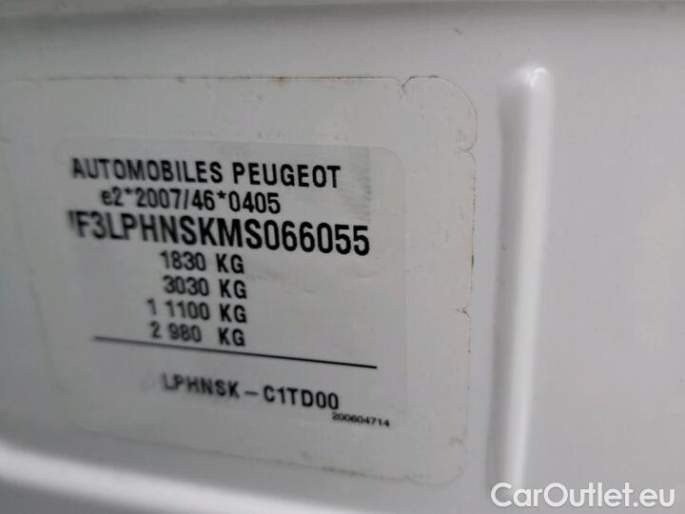 AUTOMOBILES PEUGEOT
e2*2007/46*0405
F3LPHNSKMS066055
1830 KG
3030 KG
1 1100 KG
2 980 KG
LPHNSK-C1TD00
200604714
CarOutlet.eu